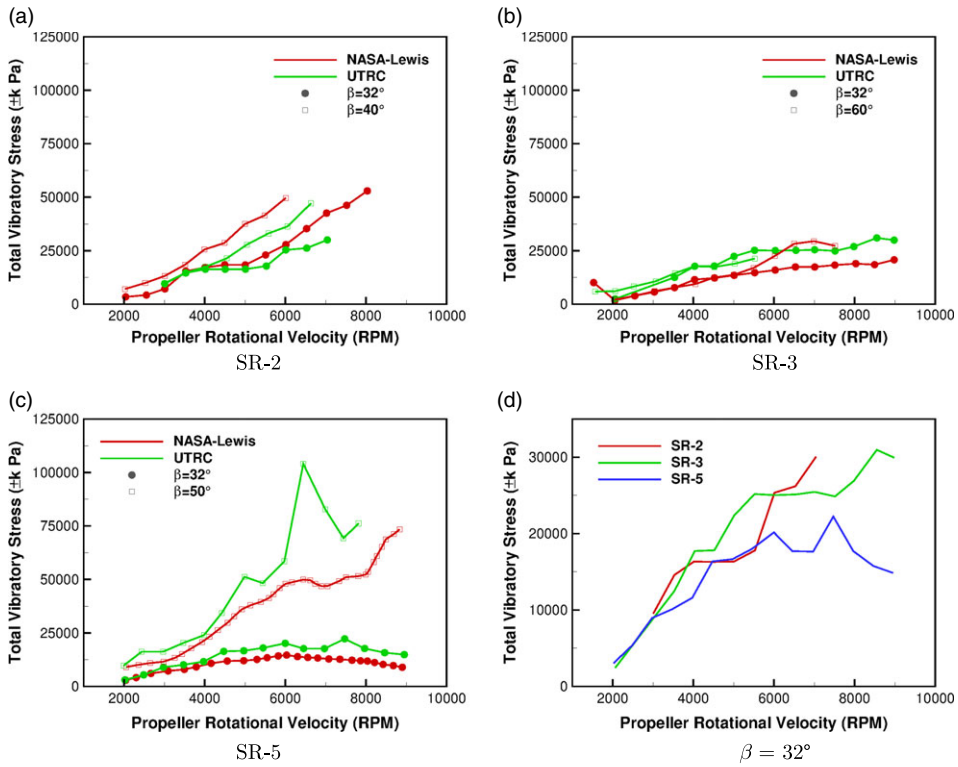 (a)
125000
100000
75000
50000
25000
0
Total Vibratory Stress (±k Pa)
NASA-Lewis
UTRC
β=32°
β=40°
2000 4000 6000 8000 10000
Propeller Rotational Velocity (RPM)
SR-2
(b)
125000
100000
75000
50000
25000
0
Total Vibratory Stress (±k Pa)
NASA-Lewis
UTRC
β=32°
β=60°
2000 4000 6000 8000 10000
Propeller Rotational Velocity (RPM)
SR-3
(c)
125000
100000
75000
50000
25000
0
Total Vibratory Stress (±k Pa)
NASA-Lewis
UTRC
β=32°
β=50°
2000 4000 6000 8000 10000
Propeller Rotational Velocity (RPM)
SR-5
(d)
30000
20000
10000
0
Total Vibratory Stress (±k Pa)
SR-2
SR-3
SR-5
2000 4000 6000 8000 10000
Propeller Rotational Velocity (RPM)
β = 32°